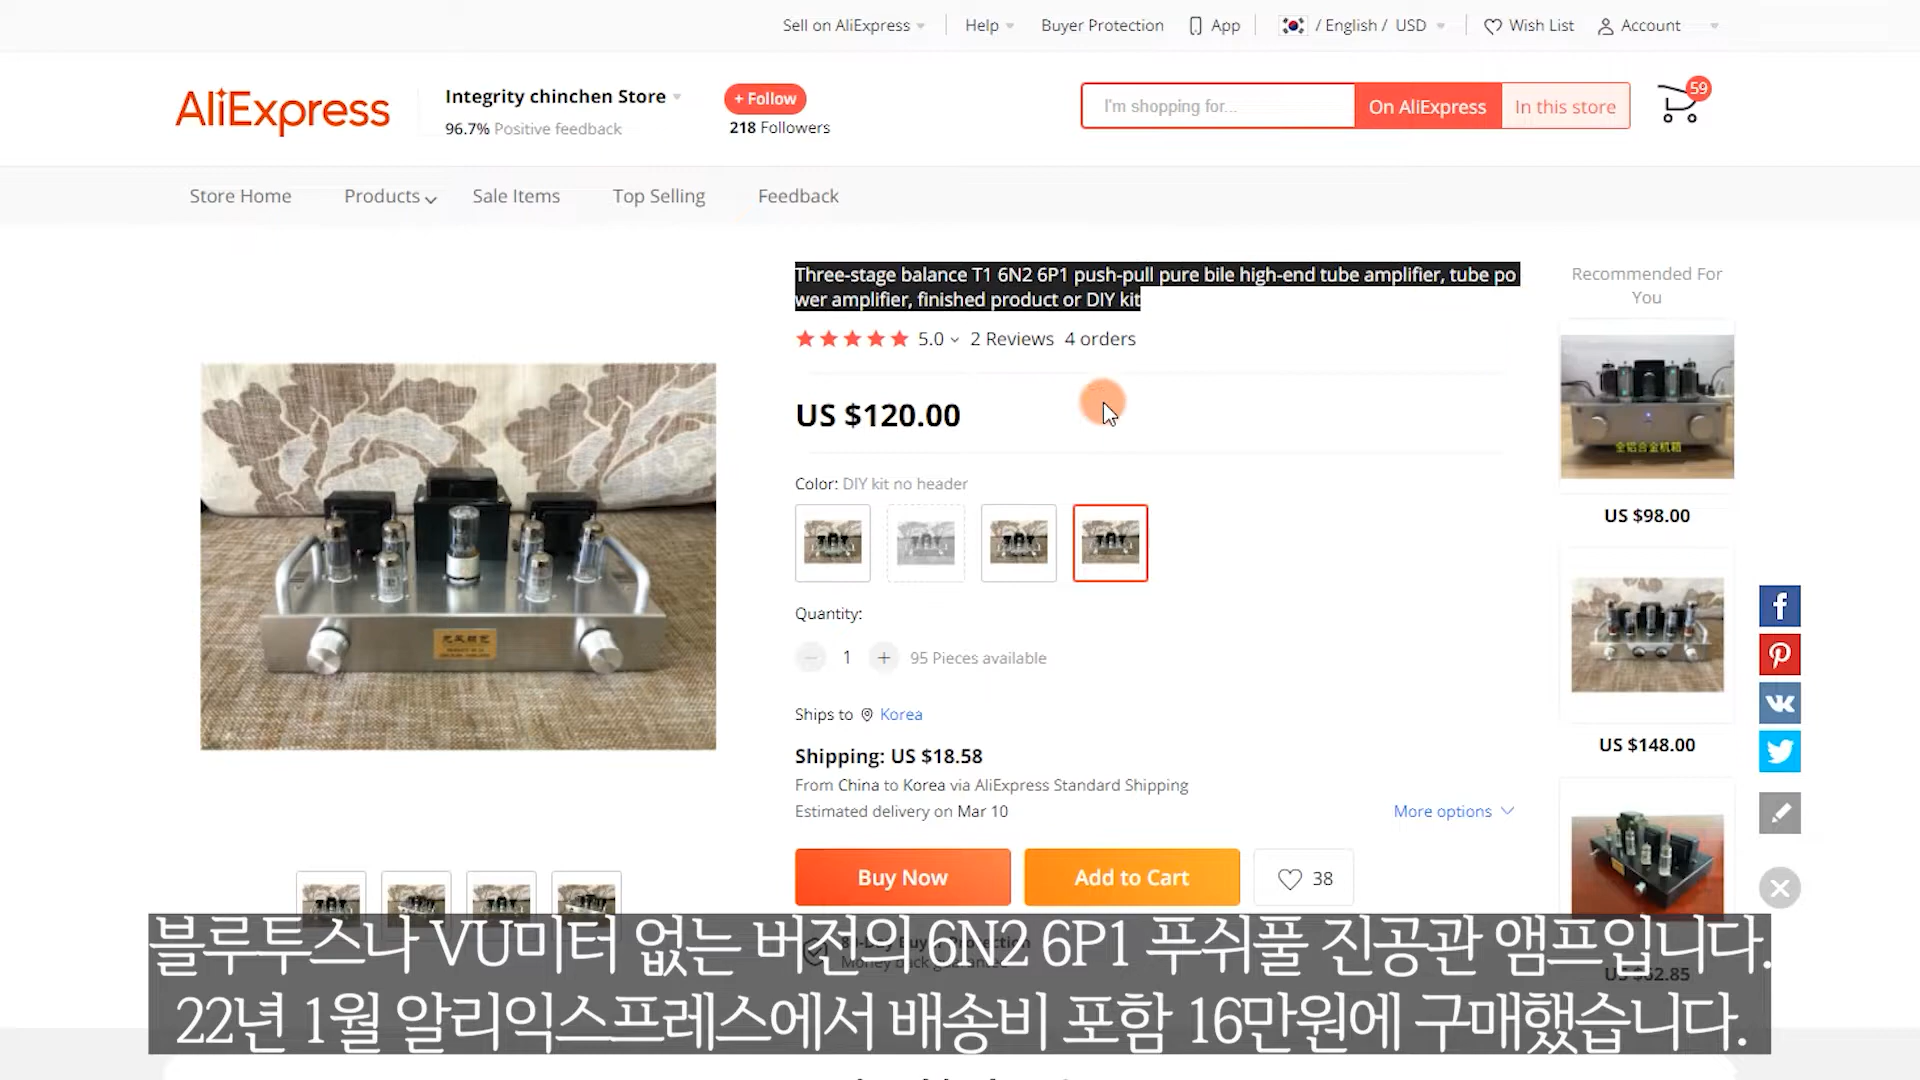 Sell on AliExpress
Help
Buyer Protection
App
/ English / USD
Wish List
Account
AliExpress
Integrity chinchen Store
96.7% Positive feedback
+ Follow
218 Followers
I'm shopping for...
On AliExpress
In this store
59
Store Home
Products
Sale Items
Top Selling
Feedback
Three-stage balance T1 6N2 6P1 push-pull pure bile high-end tube amplifier, tube po
wer amplifier, finished product or DIY kit
5.0
2 Reviews
4 orders
US $120.00
Color: DIY kit no header
Quantity:
1
95 Pieces available
Ships to Korea
Shipping: US $18.58
From China to Korea via AliExpress Standard Shipping
Estimated delivery on Mar 10
More options
Buy Now
Add to Cart
38
Recommended For
You
全铝合金机箱
US $98.00
US $148.00
블루투스나 VU미터 없는 버전의 6N2 6P1 푸쉬풀 진공관 앰프입니다.
22년 1월 알리익스프레스에서 배송비 포함 16만원에 구매했습니다.